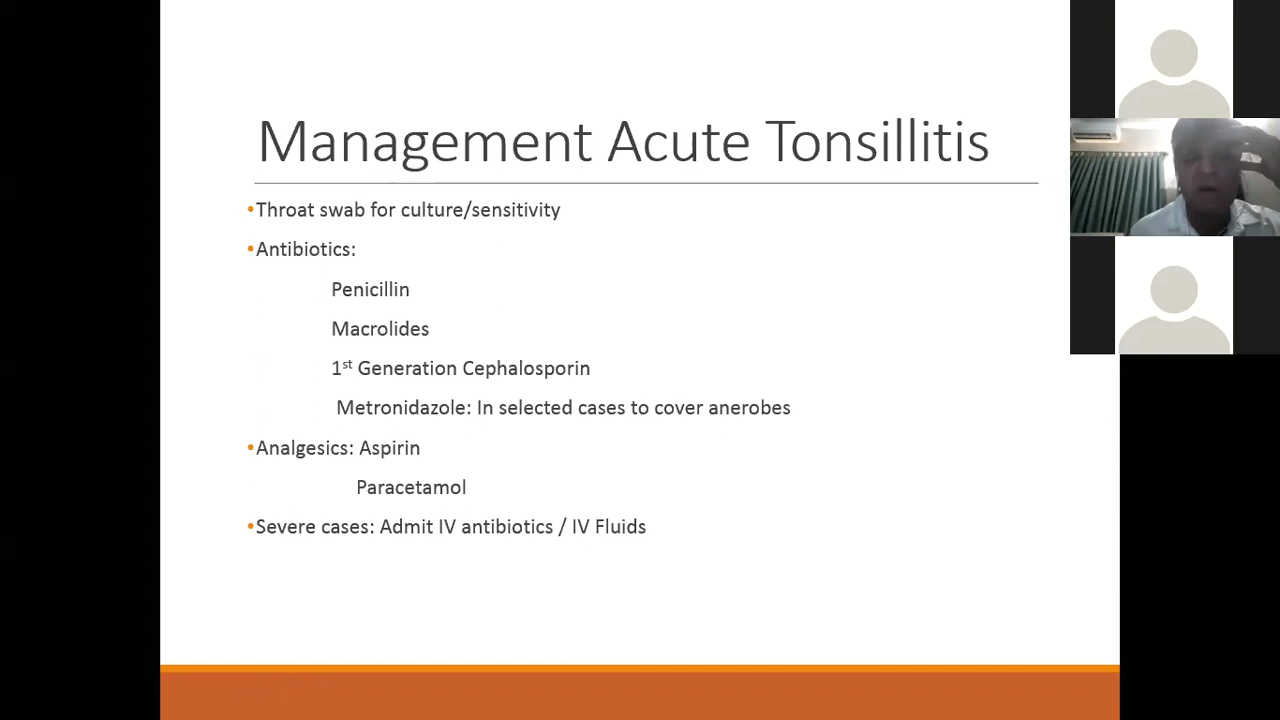 Management Acute Tonsillitis
•Throat swab for culture/sensitivity
•Antibiotics:
Penicillin
Macrolides
1st Generation Cephalosporin
Metronidazole: In selected cases to cover anerobes
•Analgesics: Aspirin
Paracetamol
•Severe cases: Admit IV antibiotics / IV Fluids